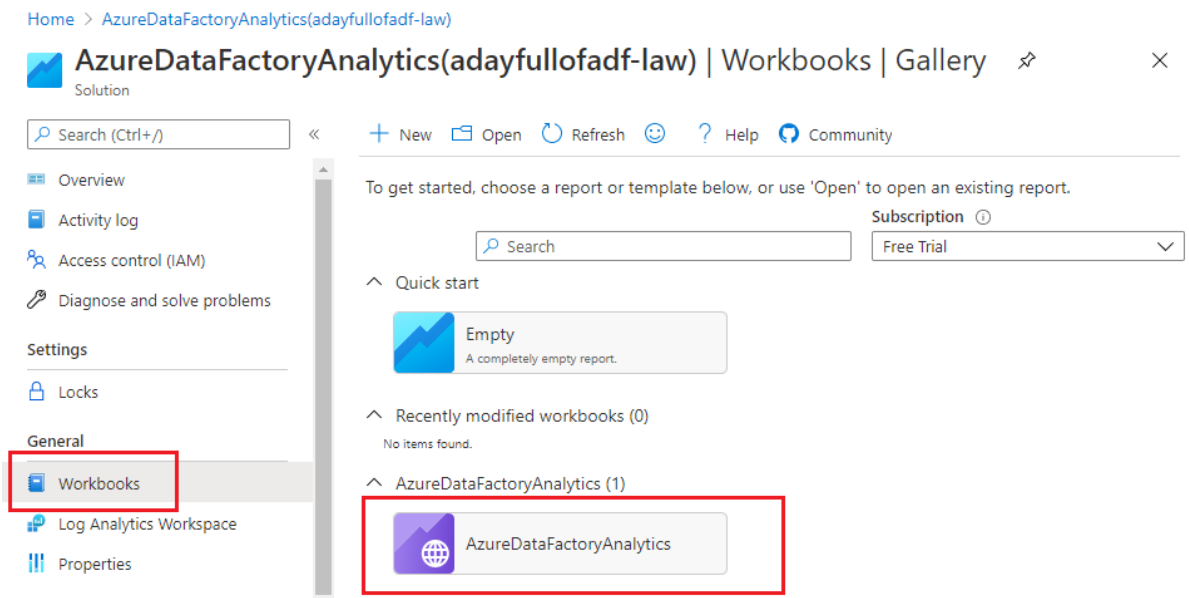 Home > AzureDataFactoryAnalytics(adayfullofadf-law)
AzureDataFactoryAnalytics(adayfullofadf-law) | Workbooks | Gallery
Solution
Search (Ctrl+/)
«
New Open Refresh Help Community
Overview
Activity log
Access control (IAM)
Diagnose and solve problems
Settings
Locks
General
Workbooks
Log Analytics Workspace
Properties
To get started, choose a report or template below, or use 'Open' to open an existing report.
Subscription
Search
Free Trial
Quick start
Empty
A completely empty report.
Recently modified workbooks (0)
No items found.
AzureDataFactoryAnalytics (1)
AzureDataFactoryAnalytics